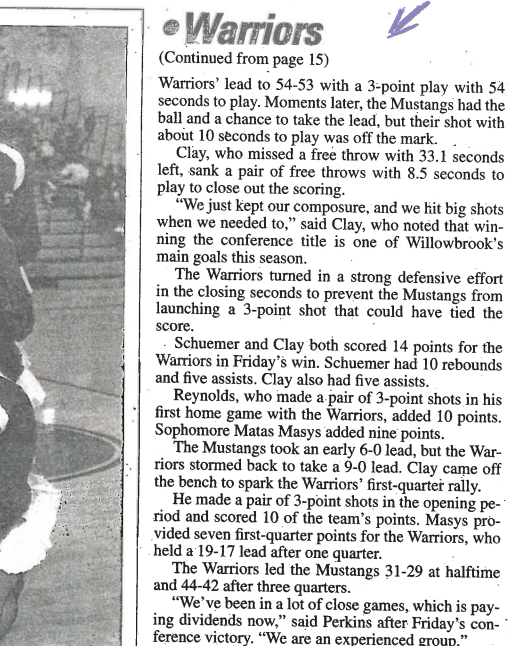 •Warriors
(Continued from page 15)
Warriors' lead to 54-53 with a 3-point play with 54
seconds to play. Moments later, the Mustangs had the
ball and a chance to take the lead, but their shot with
about 10 seconds to play was off the mark.
Clay, who missed a free throw with 33.1 seconds
left, sank a pair of free throws with 8.5 seconds to
play to close out the scoring.
"We just kept our composure, and we hit big shots
when we needed to," said Clay, who noted that win-
ning the conference title is one of Willowbrook's
main goals this season.
The Warriors turned in a strong defensive effort
in the closing seconds to prevent the Mustangs from
launching a 3-point shot that could have tied the
score.
Schuemer and Clay both scored 14 points for the
Warriors in Friday's win. Schuemer had 10 rebounds
and five assists. Clay also had five assists.
Reynolds, who made a pair of 3-point shots in his
first home game with the Warriors, added 10 points.
Sophomore Matas Masys added nine points.
The Mustangs took an early 6-0 lead, but the War-
riors stormed back to take a 9-0 lead. Clay came off
the bench to spark the Warriors' first-quarter rally.
He made a pair of 3-point shots in the opening pe-
riod and scored 10 of the team's points. Masys pro-
vided seven first-quarter points for the Warriors, who
held a 19-17 lead after one quarter.
The Warriors led the Mustangs 31-29 at halftime
and 44-42 after three quarters.
"We've been in a lot of close games, which is pay-
ing dividends now," said Perkins after Friday's con-
ference victory. "We are an experienced group."